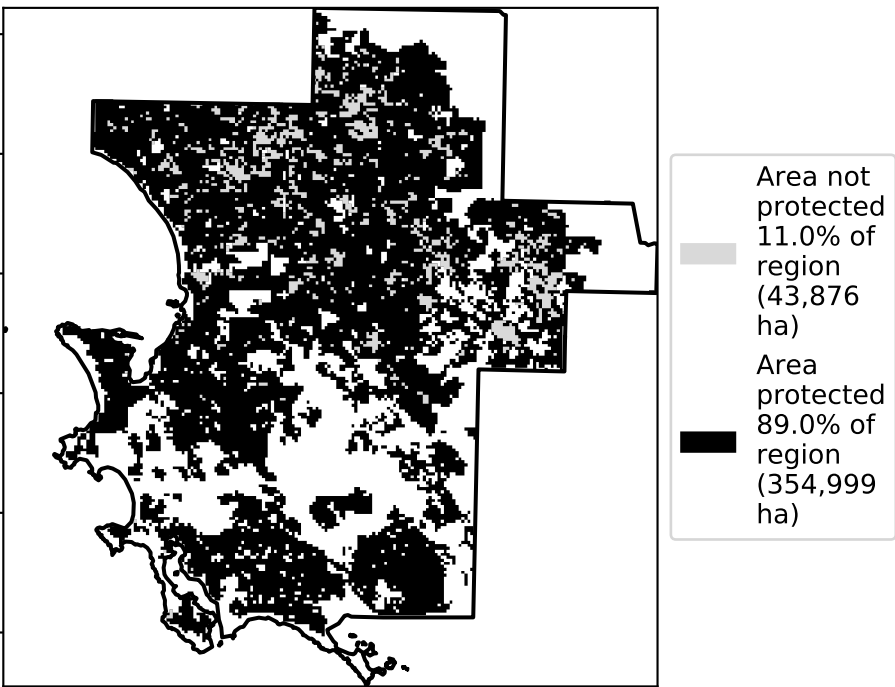 Area not
protected
11.0% of
region
(43,876
ha)
Area
protected
89.0% of
region
(354,999
ha)